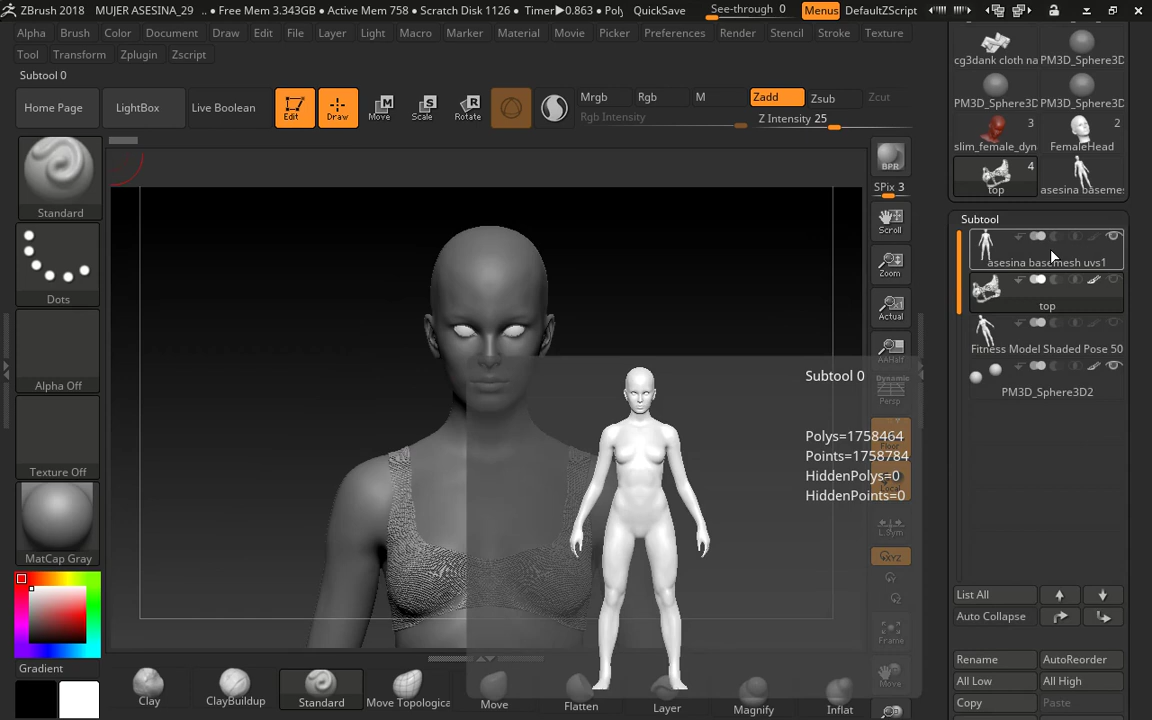 ZBrush 2018 MUJER ASESINA_29 .. • Free Mem 3.343GB • Active Mem 758 • Scratch Disk 1126 • Timer▶0.863 • Poly QuickSave See-through 0 Menus DefaultZScript
Alpha Brush Color Document Draw Edit File Layer Light Macro Marker Material Movie Picker Preferences Render Stencil Stroke Texture
Tool Transform Zplugin Zscript
Subtool 0
Home Page LightBox Live Boolean Edit Draw Move Scale Rotate
Mrgb Rgb M Zadd Zsub Zcut
Rgb Intensity Z Intensity 25
Standard
Dots
Alpha Off
Texture Off
MatCap Gray
Gradient
BPR
SPix 3
Scroll
Zoom
Actual
AAHalf
Dynamic
Persp
L.Sym
XYZ
Frame
Move
Subtool 0
Polys=1758464
Points=1758784
HiddenPolys=0
HiddenPoints=0
Clay ClayBuildup Standard Move Topologica Move Flatten Layer Magnify Inflat
cg3dank cloth na PM3D_Sphere3D
PM3D_Sphere3D PM3D_Sphere3D
3 2
slim_female_dyn FemaleHead
4
top asesina baseme
Subtool
asesina basemesh uvs1
top
Fitness Model Shaded Pose 50
PM3D_Sphere3D2
List All
Auto Collapse
Rename AutoReorder
All Low All High
Copy Paste